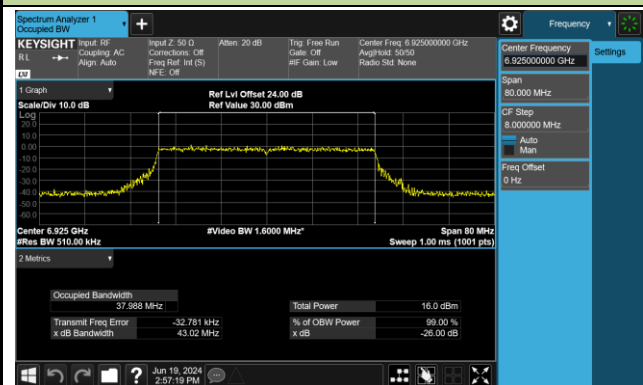 Spectrum Analyzer 1
Occupied BW
+
Frequency
KEYSIGHT
R L
LXI
Input: RF
Coupling: AC
Align: Auto
Input Z: 50 Ω
Corrections: Off
Freq Ref: Int (S)
NFE: Off
Atten: 20 dB
Trig: Free Run
Gate: Off
#IF Gain: Low
Center Freq: 6.925000000 GHz
Avg|Hold: 50/50
Radio Std: None
Center Frequency
6.925000000 GHz
Settings
Span
80.000 MHz
CF Step
8.000000 MHz
Auto
Man
Freq Offset
0 Hz
1 Graph
Scale/Div 10.0 dB
Ref Lvl Offset 24.00 dB
Ref Value 30.00 dBm
Log
20.0
10.0
0.00
-10.0
-20.0
-30.0
-40.0
-50.0
-60.0
Center 6.925 GHz
#Res BW 510.00 kHz
#Video BW 1.6000 MHz*
Span 80 MHz
Sweep 1.00 ms (1001 pts)
2 Metrics
Occupied Bandwidth
37.988 MHz
Total Power 16.0 dBm
Transmit Freq Error -32.781 kHz
% of OBW Power 99.00 %
x dB Bandwidth 43.02 MHz
x dB -26.00 dB
?
Jun 19, 2024
2:57:19 PM